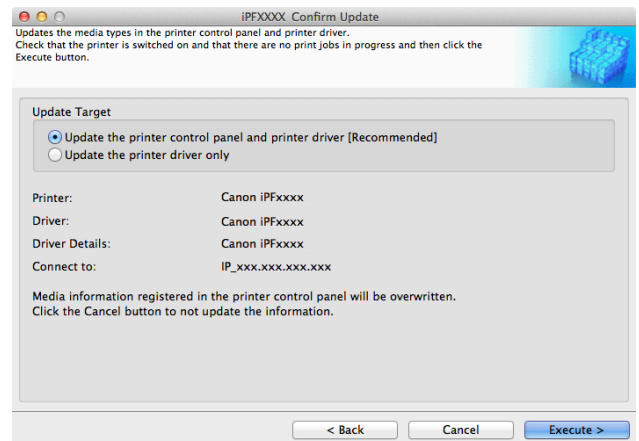 iPFXXXX Confirm Update
Updates the media types in the printer control panel and printer driver.
Check that the printer is switched on and that there are no print jobs in progress and then click the
Execute button.
Update Target
Update the printer control panel and printer driver [Recommended]
Update the printer driver only
Printer: Canon iPFxxxx
Driver: Canon iPFxxxx
Driver Details: Canon iPFxxxx
Connect to: IP_xxx.xxx.xxx.xxx
Media information registered in the printer control panel will be overwritten.
Click the Cancel button to not update the information.
< Back Cancel Execute >